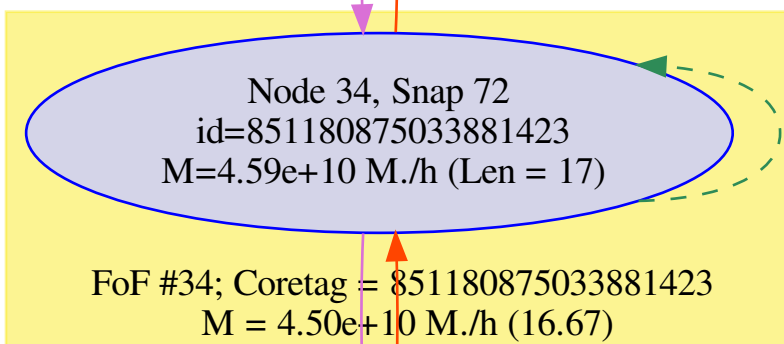 Node 34, Snap 72
id=851180875033881423
M=4.59e+10 M./h (Len = 17)
FoF #34; Coretag = 851180875033881423
M = 4.50e+10 M./h (16.67)